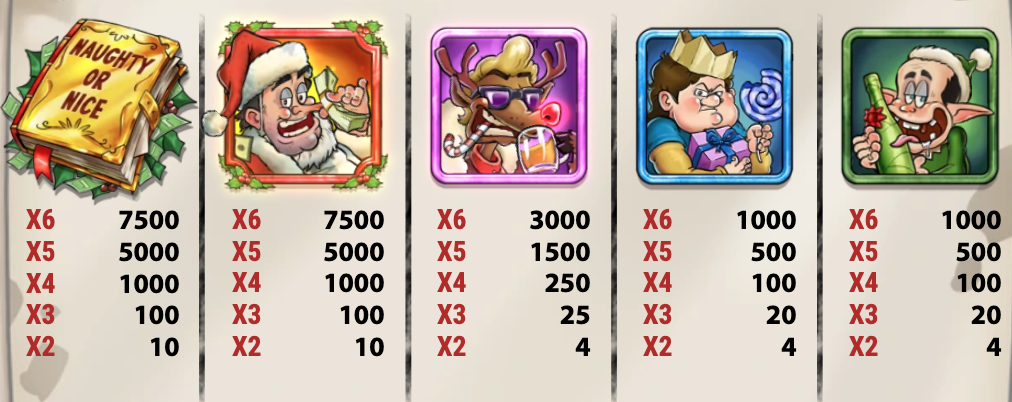 NAUGHTY
OR
NICE
X6 7500
X5 5000
X4 1000
X3 100
X2 10
X6 7500
X5 5000
X4 1000
X3 100
X2 10
X6 3000
X5 1500
X4 250
X3 25
X2 4
X6 1000
X5 500
X4 100
X3 20
X2 4
X6 1000
X5 500
X4 100
X3 20
X2 4